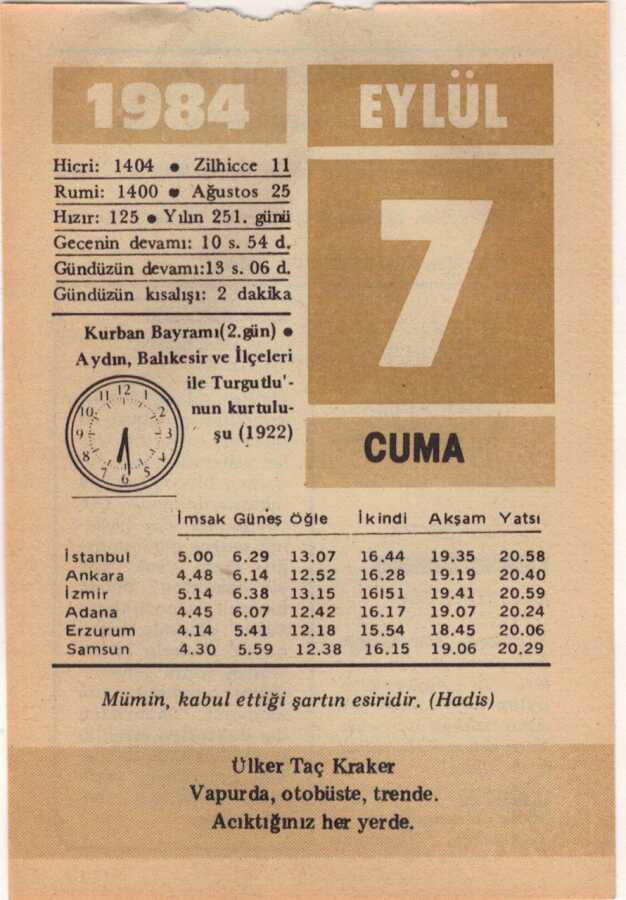 1984
EYLÜL
Hicri: 1404 ● Zilhicce 11
Rumi: 1400 ● Ağustos 25
Hızır: 125 ● Yılın 251. günü
Gecenin devamı: 10 s. 54 d.
Gündüzün devamı:13 s. 06 d.
Gündüzün kısalışı: 2 dakika
7
CUMA
Kurban Bayramı(2.gün) ●
Aydın, Balıkesir ve İlçeleri
ile Turgutlu'-
nun kurtulu-
şu (1922)
11 12 1
10 2
9 3
8 4
7 6 5
İmsak Güneş Öğle İkindi Akşam Yatsı
İstanbul 5.00 6.29 13.07 16.44 19.35 20.58
Ankara 4.48 6.14 12.52 16.28 19.19 20.40
İzmir 5.14 6.38 13.15 16151 19.41 20.59
Adana 4.45 6.07 12.42 16.17 19.07 20.24
Erzurum 4.14 5.41 12.18 15.54 18.45 20.06
Samsun 4.30 5.59 12.38 16.15 19.06 20.29
Mümin, kabul ettiği şartın esiridir. (Hadis)
Ülker Taç Kraker
Vapurda, otobüste, trende.
Acıktığınız her yerde.